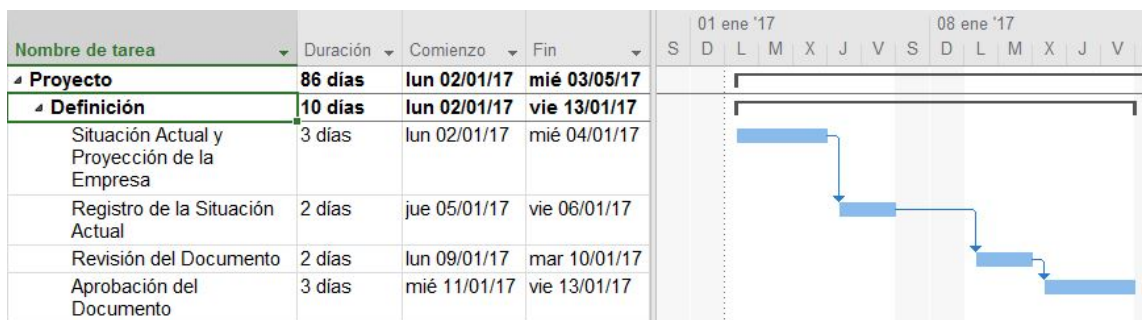 01 ene '17 08 ene '17
Nombre de tarea Duración Comienzo Fin S D L M X J V S D L M X J V
Proyecto 86 días lun 02/01/17 mié 03/05/17
Definición 10 días lun 02/01/17 vie 13/01/17
Situación Actual y 3 días lun 02/01/17 mié 04/01/17
Proyección de la
Empresa
Registro de la Situación 2 días jue 05/01/17 vie 06/01/17
Actual
Revisión del Documento 2 días lun 09/01/17 mar 10/01/17
Aprobación del 3 días mié 11/01/17 vie 13/01/17
Documento